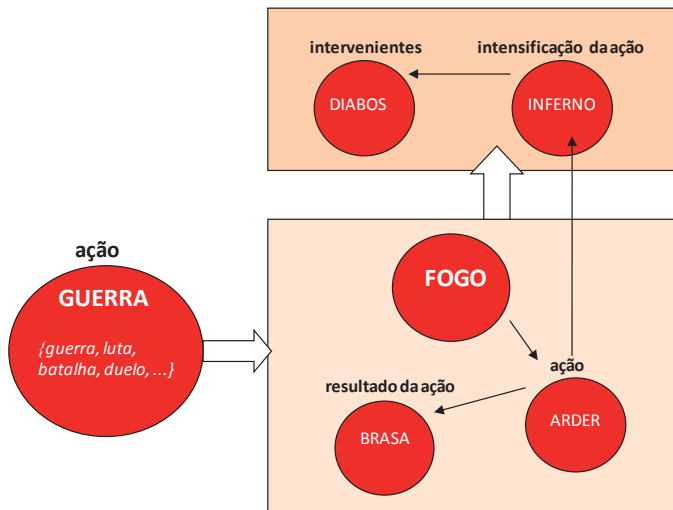 intervenientes
intensificação da ação
DIABOS
INFERNO
ação
GUERRA
{guerra, luta,
batalha, duelo, ...}
FOGO
ação
resultado da ação
ARDER
BRASA